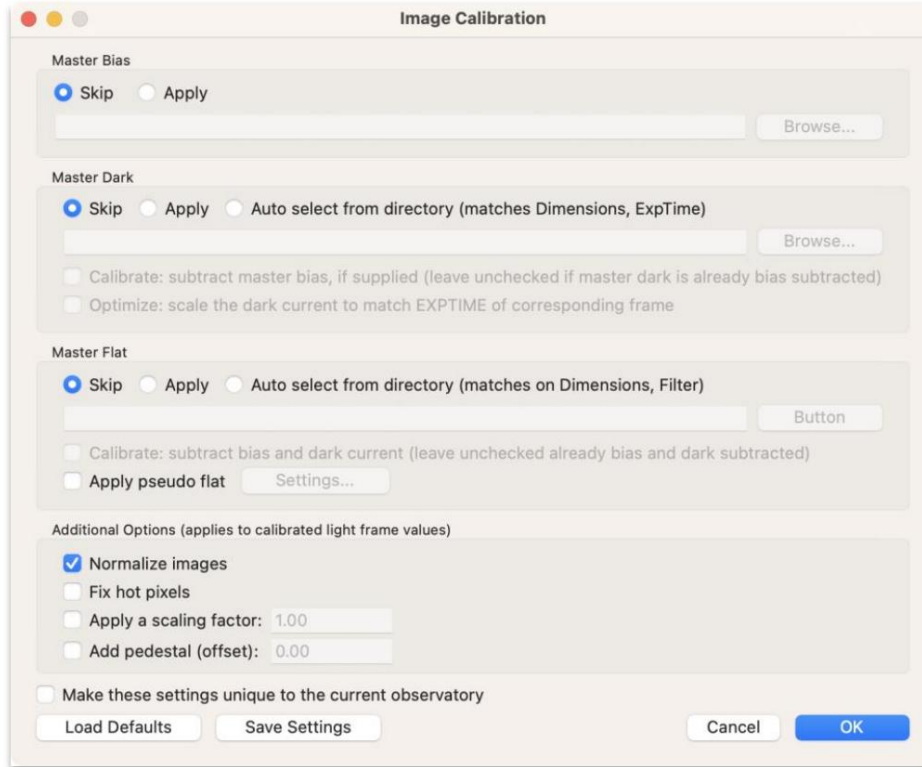 Image Calibration
Master Bias
Skip Apply
Browse...
Master Dark
Skip Apply Auto select from directory (matches Dimensions, ExpTime)
Browse...
Calibrate: subtract master bias, if supplied (leave unchecked if master dark is already bias subtracted)
Optimize: scale the dark current to match EXPTIME of corresponding frame
Master Flat
Skip Apply Auto select from directory (matches on Dimensions, Filter)
Button
Calibrate: subtract bias and dark current (leave unchecked already bias and dark subtracted)
Apply pseudo flat Settings...
Additional Options (applies to calibrated light frame values)
Normalize images
Fix hot pixels
Apply a scaling factor: 1.00
Add pedestal (offset): 0.00
Make these settings unique to the current observatory
Load Defaults Save Settings Cancel OK